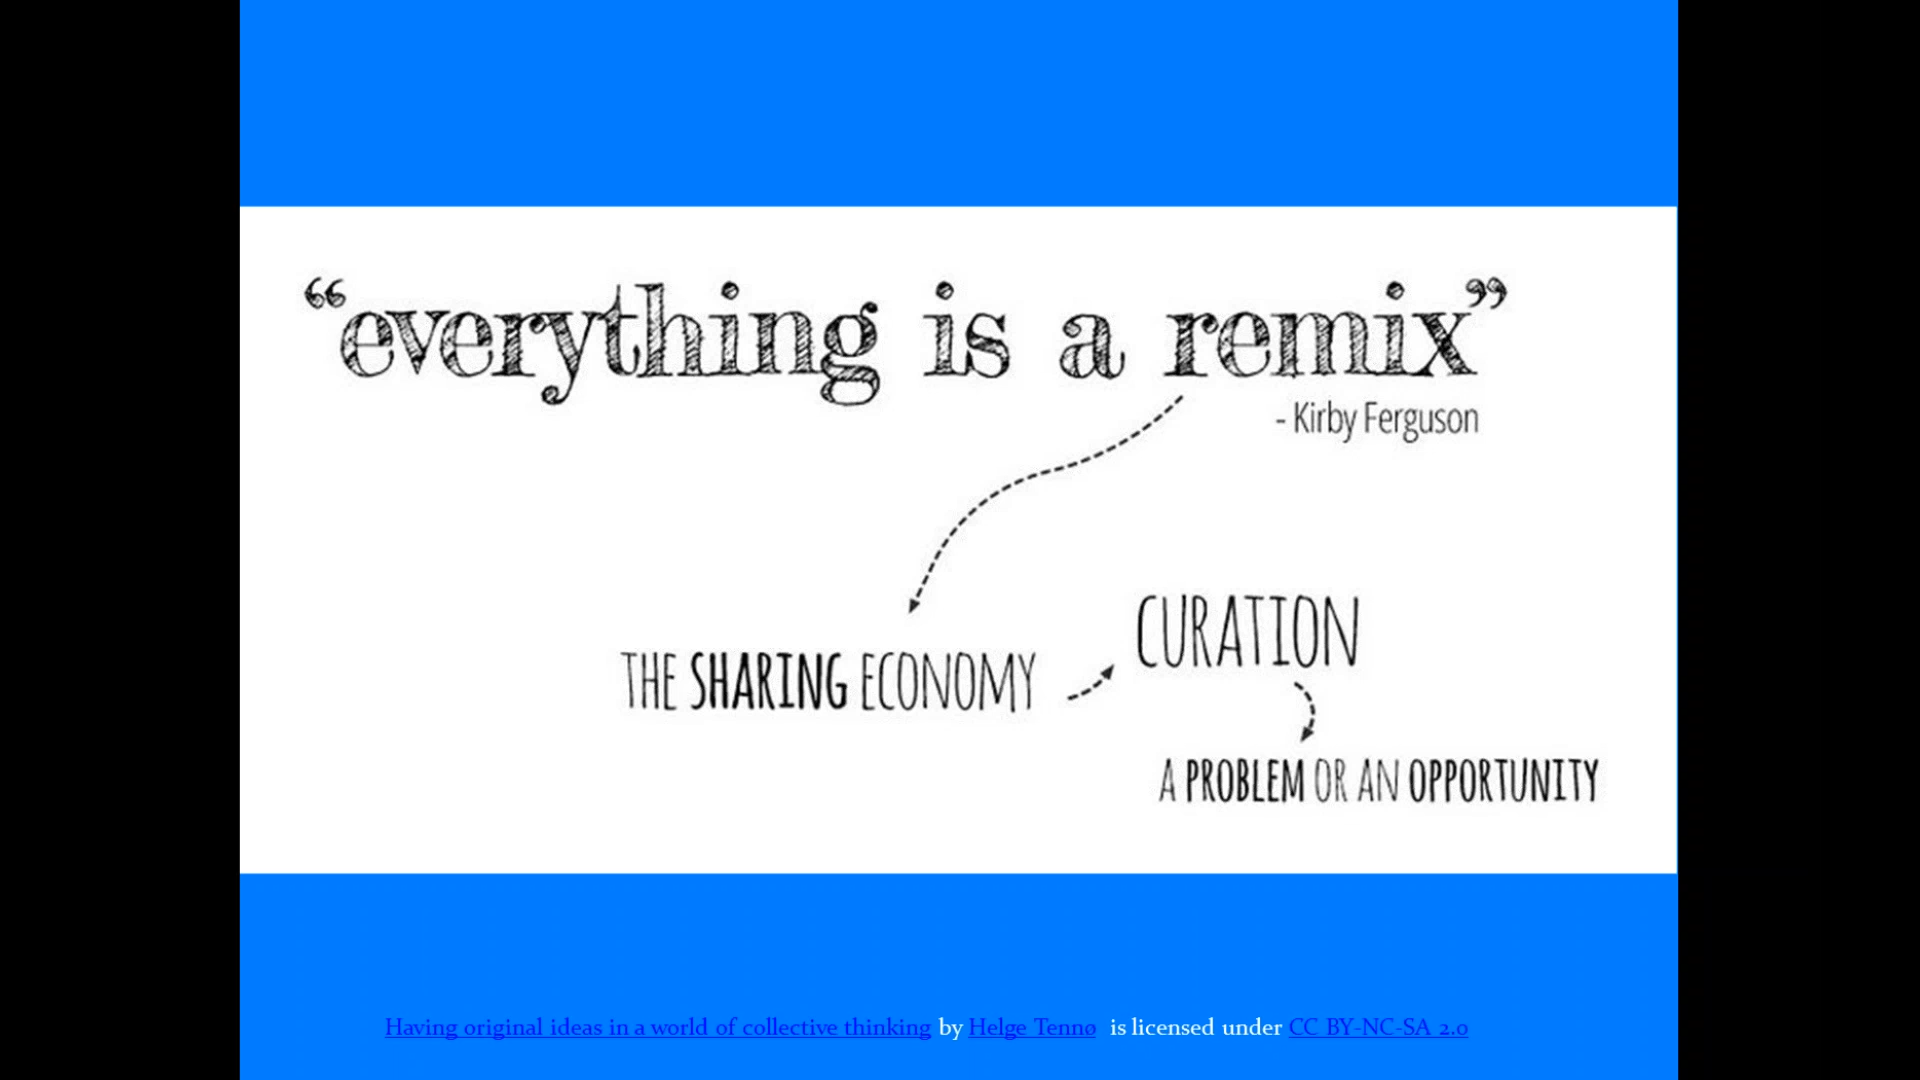 “everything is a remix”
- Kirby Ferguson
THE SHARING ECONOMY
CURATION
A PROBLEM OR AN OPPORTUNITY
Having original ideas in a world of collective thinking by Helge Tennø is licensed under CC BY-NC-SA 2.0